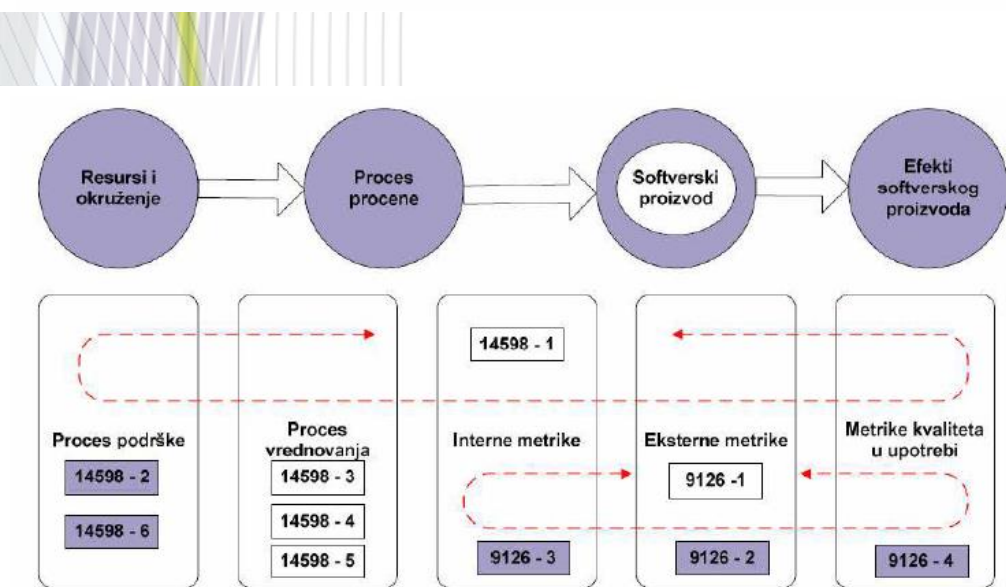 Resursi i
okruženje
Proces
procene
Softverski
proizvod
Efekti
softverskog
proizvoda
14598 - 1
Proces podrške
14598 - 2
14598 - 6
Proces
vrednovanja
14598 - 3
14598 - 4
14598 - 5
Interne metrike
9126 - 3
Eksterne metrike
9126 -1
9126 - 2
Metrike kvaliteta
u upotrebi
9126 - 4